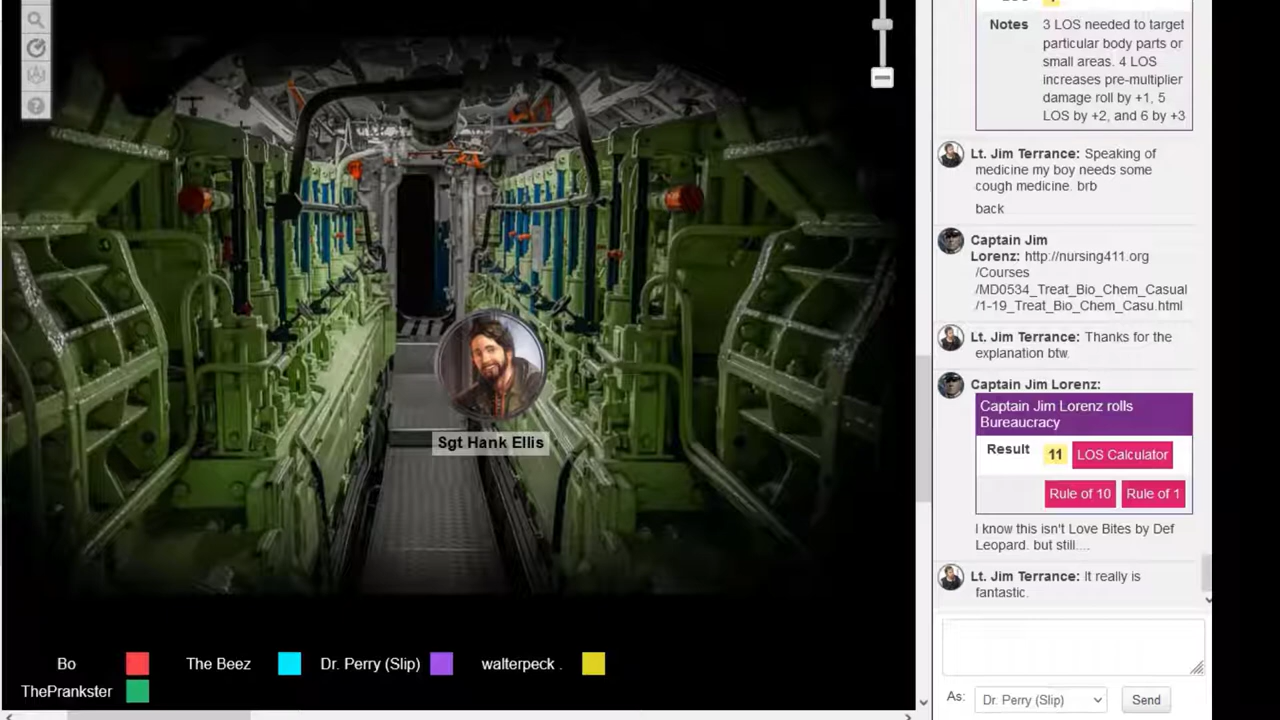 Notes 3 LOS needed to target
particular body parts or
small areas. 4 LOS
increases pre-multiplier
damage roll by +1, 5
LOS by +2, and 6 by +3
Lt. Jim Terrance: Speaking of
medicine my boy needs some
cough medicine. brb
back
Captain Jim
Lorenz: http://nursing411.org
/Courses
/MD0534_Treat_Bio_Chem_Casual
/1-19_Treat_Bio_Chem_Casu.html
Lt. Jim Terrance: Thanks for the
explanation btw.
Captain Jim Lorenz:
Captain Jim Lorenz rolls
Bureaucracy
Result 11 LOS Calculator
Rule of 10 Rule of 1
I know this isn't Love Bites by Def
Leopard. but still....
Lt. Jim Terrance: It really is
fantastic.
Sgt Hank Ellis
Bo The Beez Dr. Perry (Slip) walterpeck .
ThePrankster
As: Dr. Perry (Slip) Send